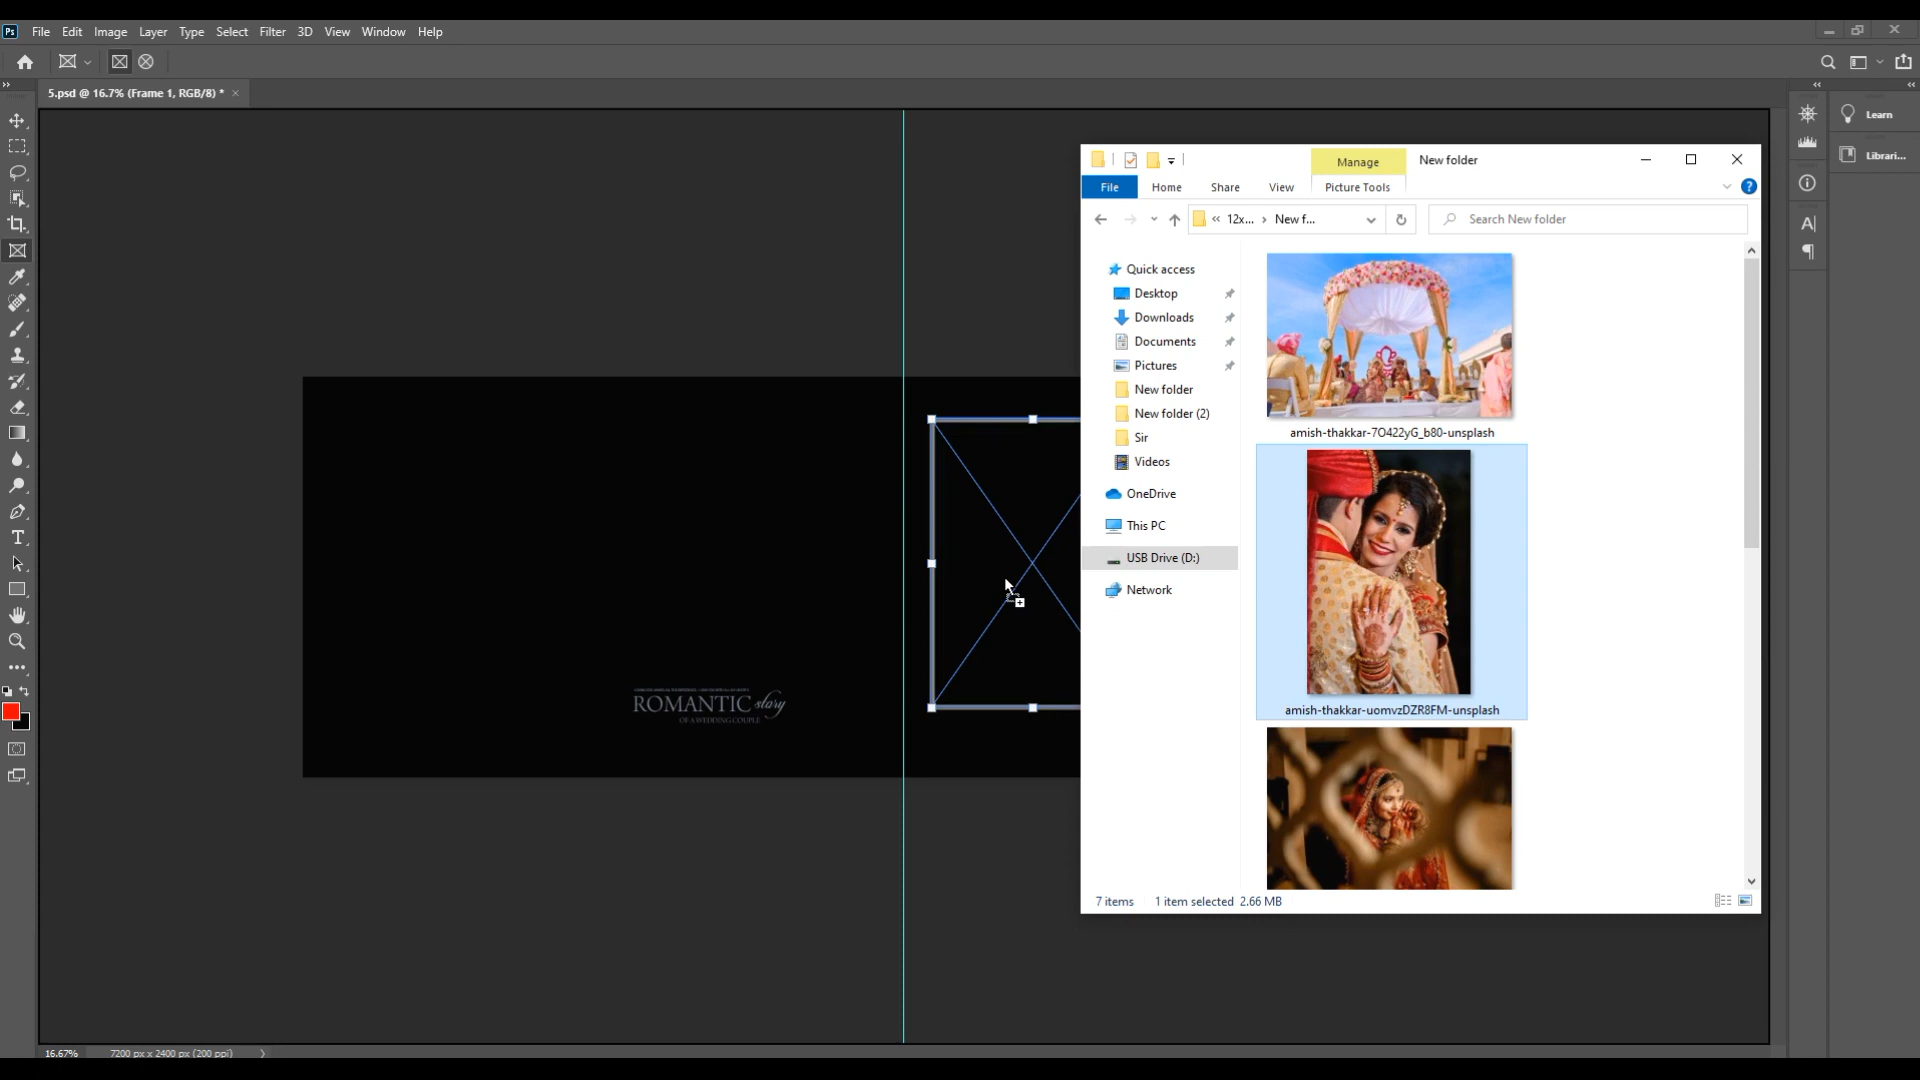 Ps File Edit Image Layer Type Select Filter 3D View Window Help
5.psd @ 16.7% (Frame 1, RGB/8) *
Learn
Librari...
Manage New folder
File Home Share View Picture Tools
12x... New f... Search New folder
Quick access
Desktop
Downloads
Documents
Pictures
New folder
New folder (2)
Sir
Videos
OneDrive
This PC
USB Drive (D:)
Network
amish-thakkar-7O422yG_b80-unsplash
amish-thakkar-uomvzDZR8FM-unsplash
7 items 1 item selected 2.66 MB
ROMANTIC story
OF A WEDDING COUPLE
16.67% 7200 px x 2400 px (200 ppi)